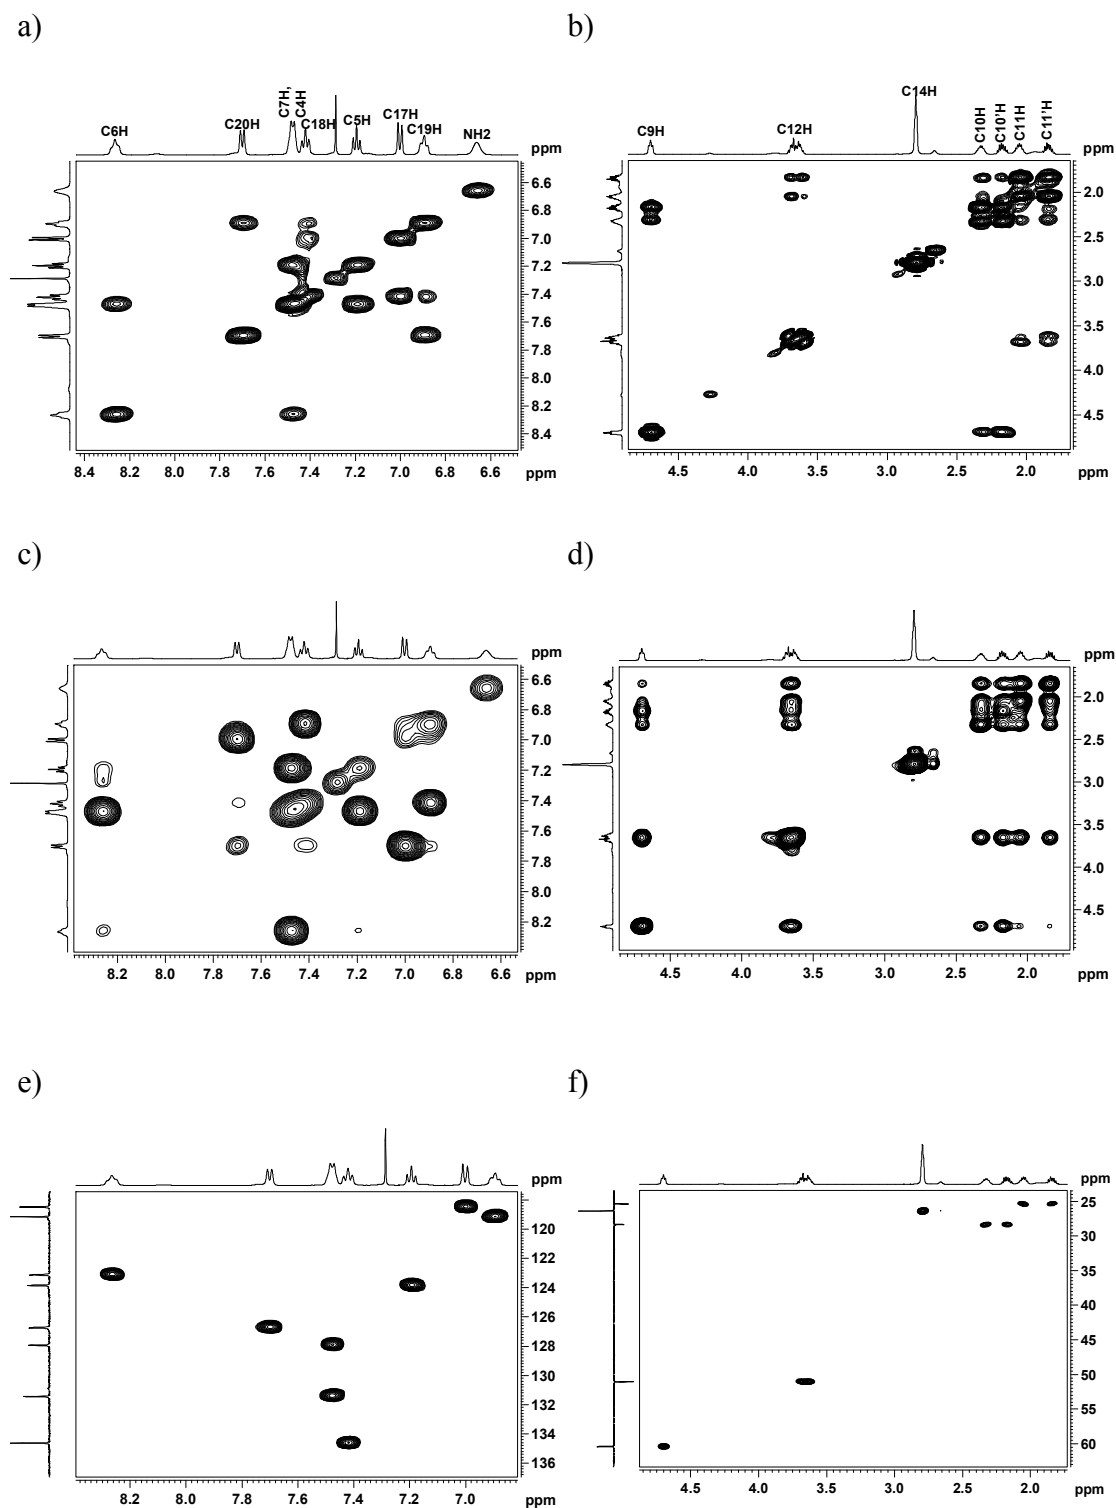 a)
b)
C6H
C20H
C7H,
C4H
C18H
C5H
C17H
C19H
NH2
C9H
C12H
C14H
C10H
C10'H
C11H
C11'H
ppm
6.6
6.8
7.0
7.2
7.4
7.6
7.8
8.0
8.2
8.4
8.4 8.2 8.0 7.8 7.6 7.4 7.2 7.0 6.8 6.6
ppm
ppm
2.0
2.5
3.0
3.5
4.0
4.5
4.5 4.0 3.5 3.0 2.5 2.0
ppm
c)
d)
ppm
6.6
6.8
7.0
7.2
7.4
7.6
7.8
8.0
8.2
8.2 8.0 7.8 7.6 7.4 7.2 7.0 6.8 6.6
ppm
ppm
2.0
2.5
3.0
3.5
4.0
4.5
4.5 4.0 3.5 3.0 2.5 2.0
ppm
e)
f)
ppm
120
122
124
126
128
130
132
134
136
8.2 8.0 7.8 7.6 7.4 7.2 7.0
ppm
ppm
25
30
35
40
45
50
55
60
4.5 4.0 3.5 3.0 2.5 2.0
ppm